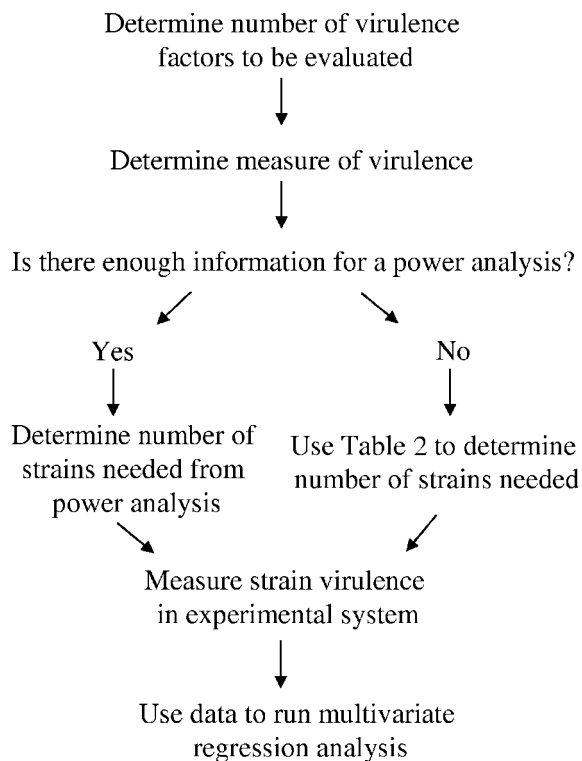 Determine number of virulence
factors to be evaluated
Determine measure of virulence
Is there enough information for a power analysis?
Yes
No
Determine number of
strains needed from
power analysis
Use Table 2 to determine
number of strains needed
Measure strain virulence
in experimental system
Use data to run multivariate
regression analysis